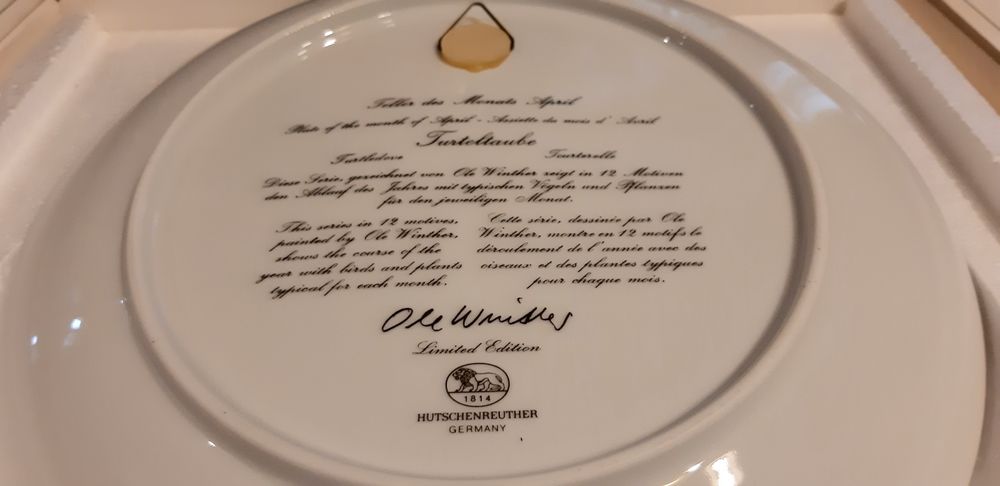 Teller des Monats April
Plate of the month of April - Assiette du mois d' Avril
Turteltaube
Turtledove Tourterelle
Diese Serie, gezeichnet von Ole Winther zeigt in 12 Motiven
den Ablauf des Jahres mit typischen Vögeln und Pflanzen
für den jeweiligen Monat.
This series in 12 motives,
painted by Ole Winther,
shows the course of the
year with birds and plants
typical for each month.
Cette série, dessinée par Ole
Winther, montre en 12 motifs le
déroulement de l'année avec des
oiseaux et des plantes typiques
pour chaque mois.
Ole Winther
Limited Edition
1814
HUTSCHENREUTHER
GERMANY